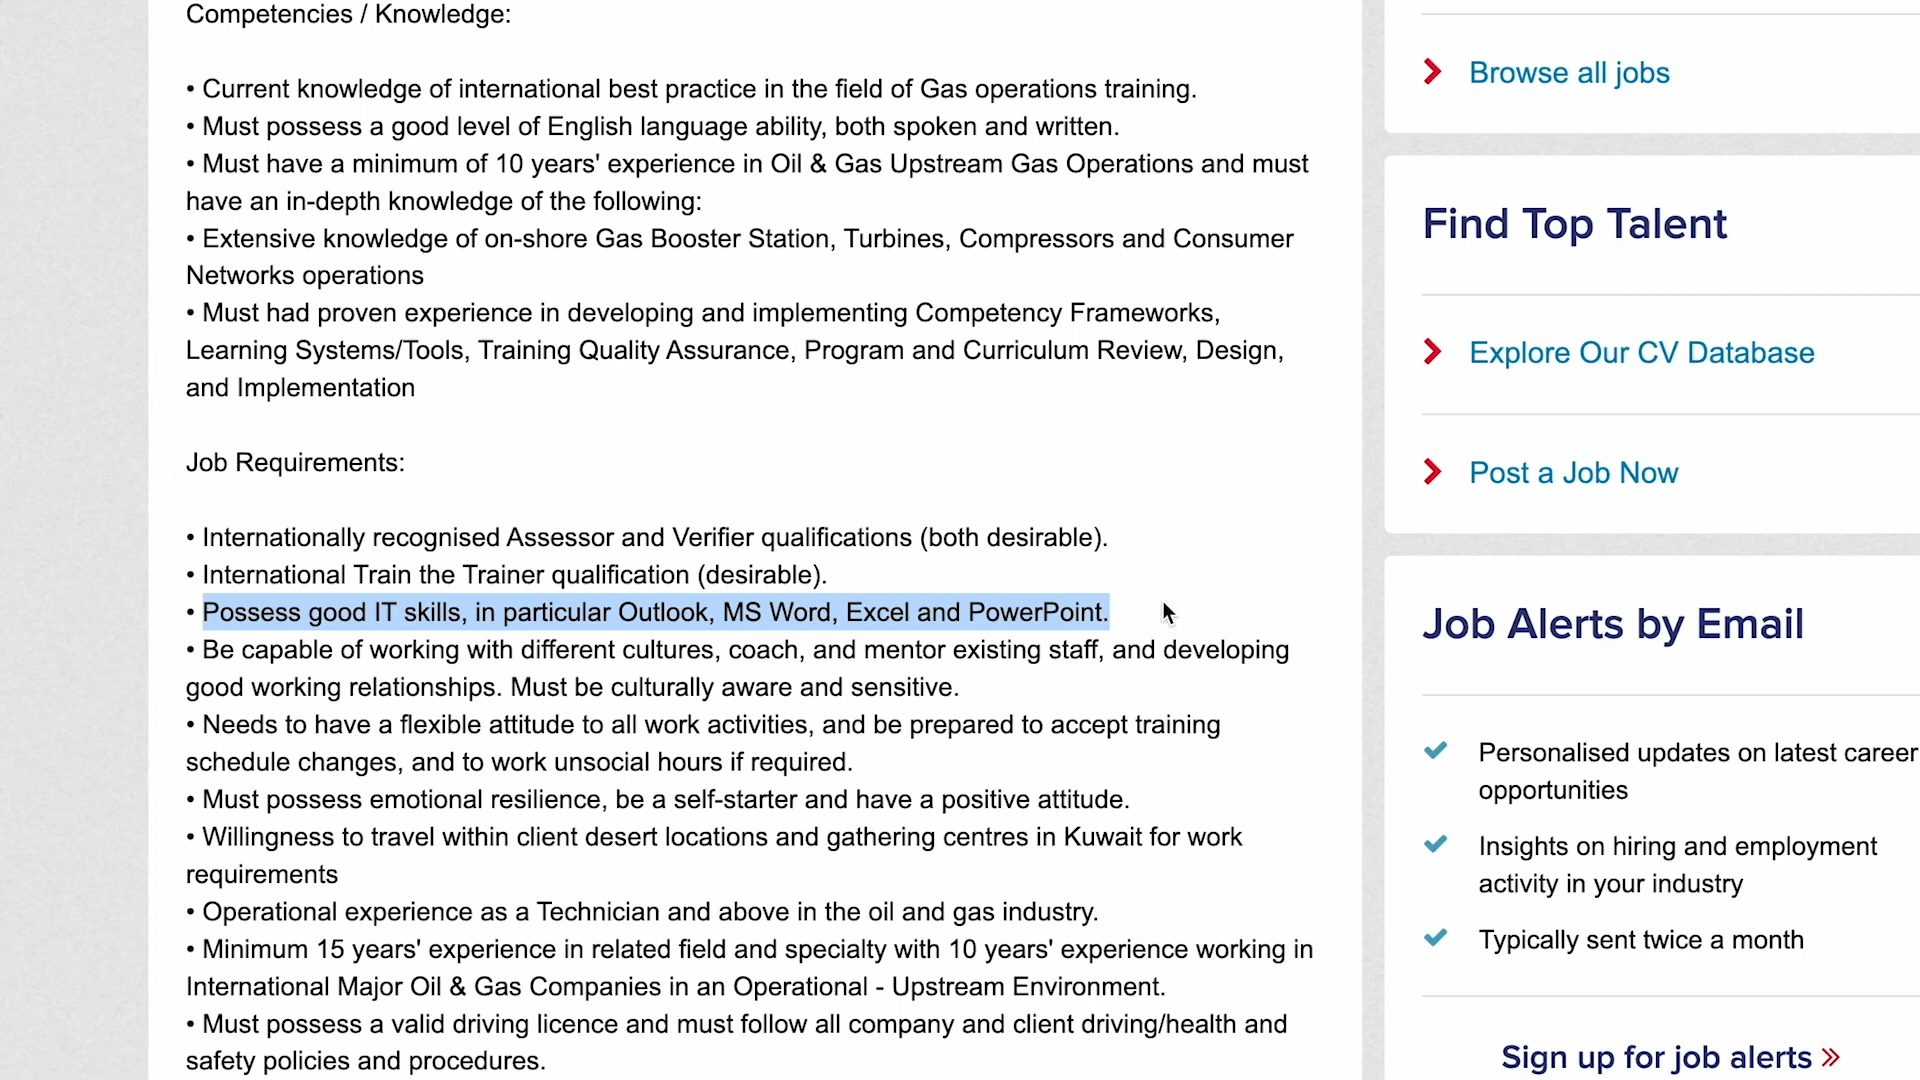 Competencies / Knowledge:
• Current knowledge of international best practice in the field of Gas operations training.
• Must possess a good level of English language ability, both spoken and written.
• Must have a minimum of 10 years' experience in Oil & Gas Upstream Gas Operations and must
have an in-depth knowledge of the following:
• Extensive knowledge of on-shore Gas Booster Station, Turbines, Compressors and Consumer
Networks operations
• Must had proven experience in developing and implementing Competency Frameworks,
Learning Systems/Tools, Training Quality Assurance, Program and Curriculum Review, Design,
and Implementation
Job Requirements:
• Internationally recognised Assessor and Verifier qualifications (both desirable).
• International Train the Trainer qualification (desirable).
• Possess good IT skills, in particular Outlook, MS Word, Excel and PowerPoint.
• Be capable of working with different cultures, coach, and mentor existing staff, and developing
good working relationships. Must be culturally aware and sensitive.
• Needs to have a flexible attitude to all work activities, and be prepared to accept training
schedule changes, and to work unsocial hours if required.
• Must possess emotional resilience, be a self-starter and have a positive attitude.
• Willingness to travel within client desert locations and gathering centres in Kuwait for work
requirements
• Operational experience as a Technician and above in the oil and gas industry.
• Minimum 15 years' experience in related field and specialty with 10 years' experience working in
International Major Oil & Gas Companies in an Operational - Upstream Environment.
• Must possess a valid driving licence and must follow all company and client driving/health and
safety policies and procedures.
Browse all jobs
Find Top Talent
Explore Our CV Database
Post a Job Now
Job Alerts by Email
Personalised updates on latest career
opportunities
Insights on hiring and employment
activity in your industry
Typically sent twice a month
Sign up for job alerts »